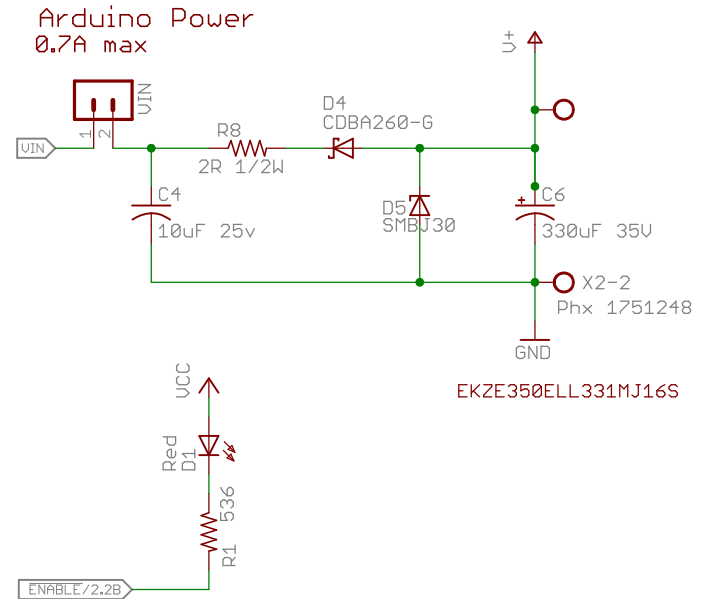 Arduino Power
0.7A max
V+
VIN
D4
CDBA260-G
R8
1
2
VIN
2R 1/2W
C4
D5
SMBJ30
C6
10uF 25v
330uF 35V
X2-2
Phx 1751248
GND
EKZE350ELL331MJ16S
VCC
Red
D1
536
R1
ENABLE/2.2B